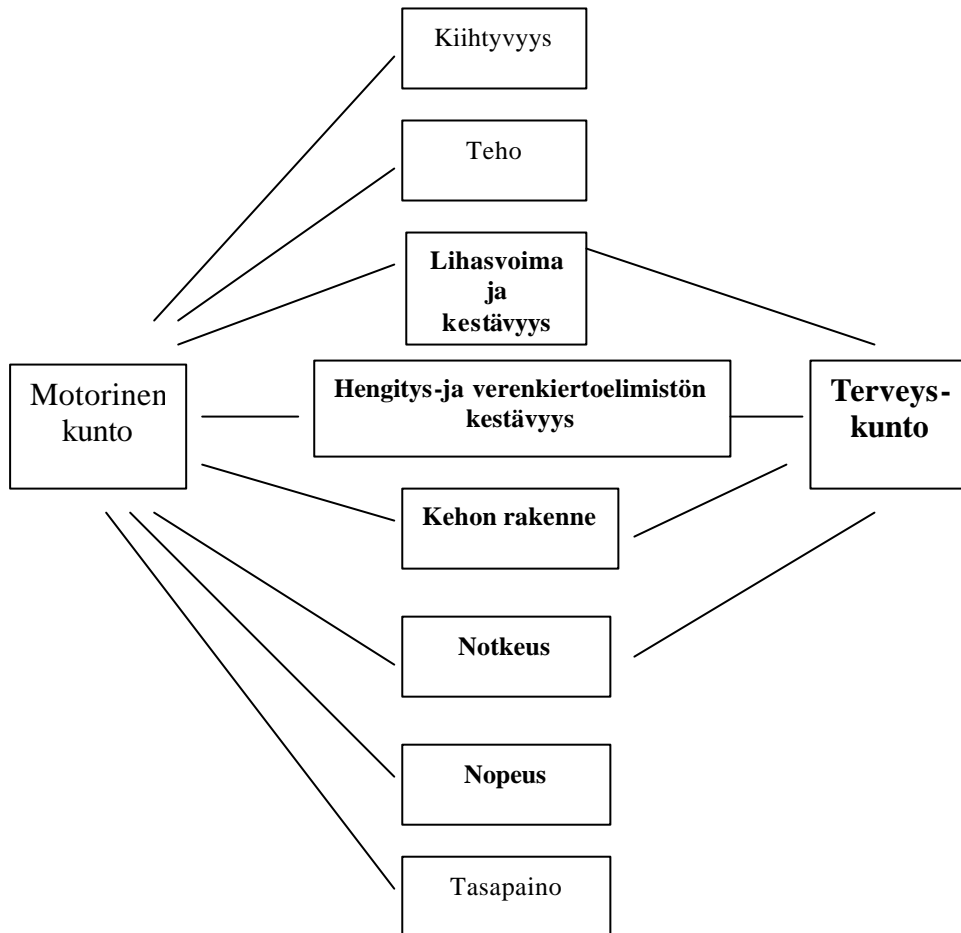 Kiihtyvyys
Teho
Lihasvoima
ja
kestävyys
Motorinen
kunto
Hengitys-ja verenkiertoelimistön
kestävyys
Terveys-
kunto
Kehon rakenne
Notkeus
Nopeus
Tasapaino